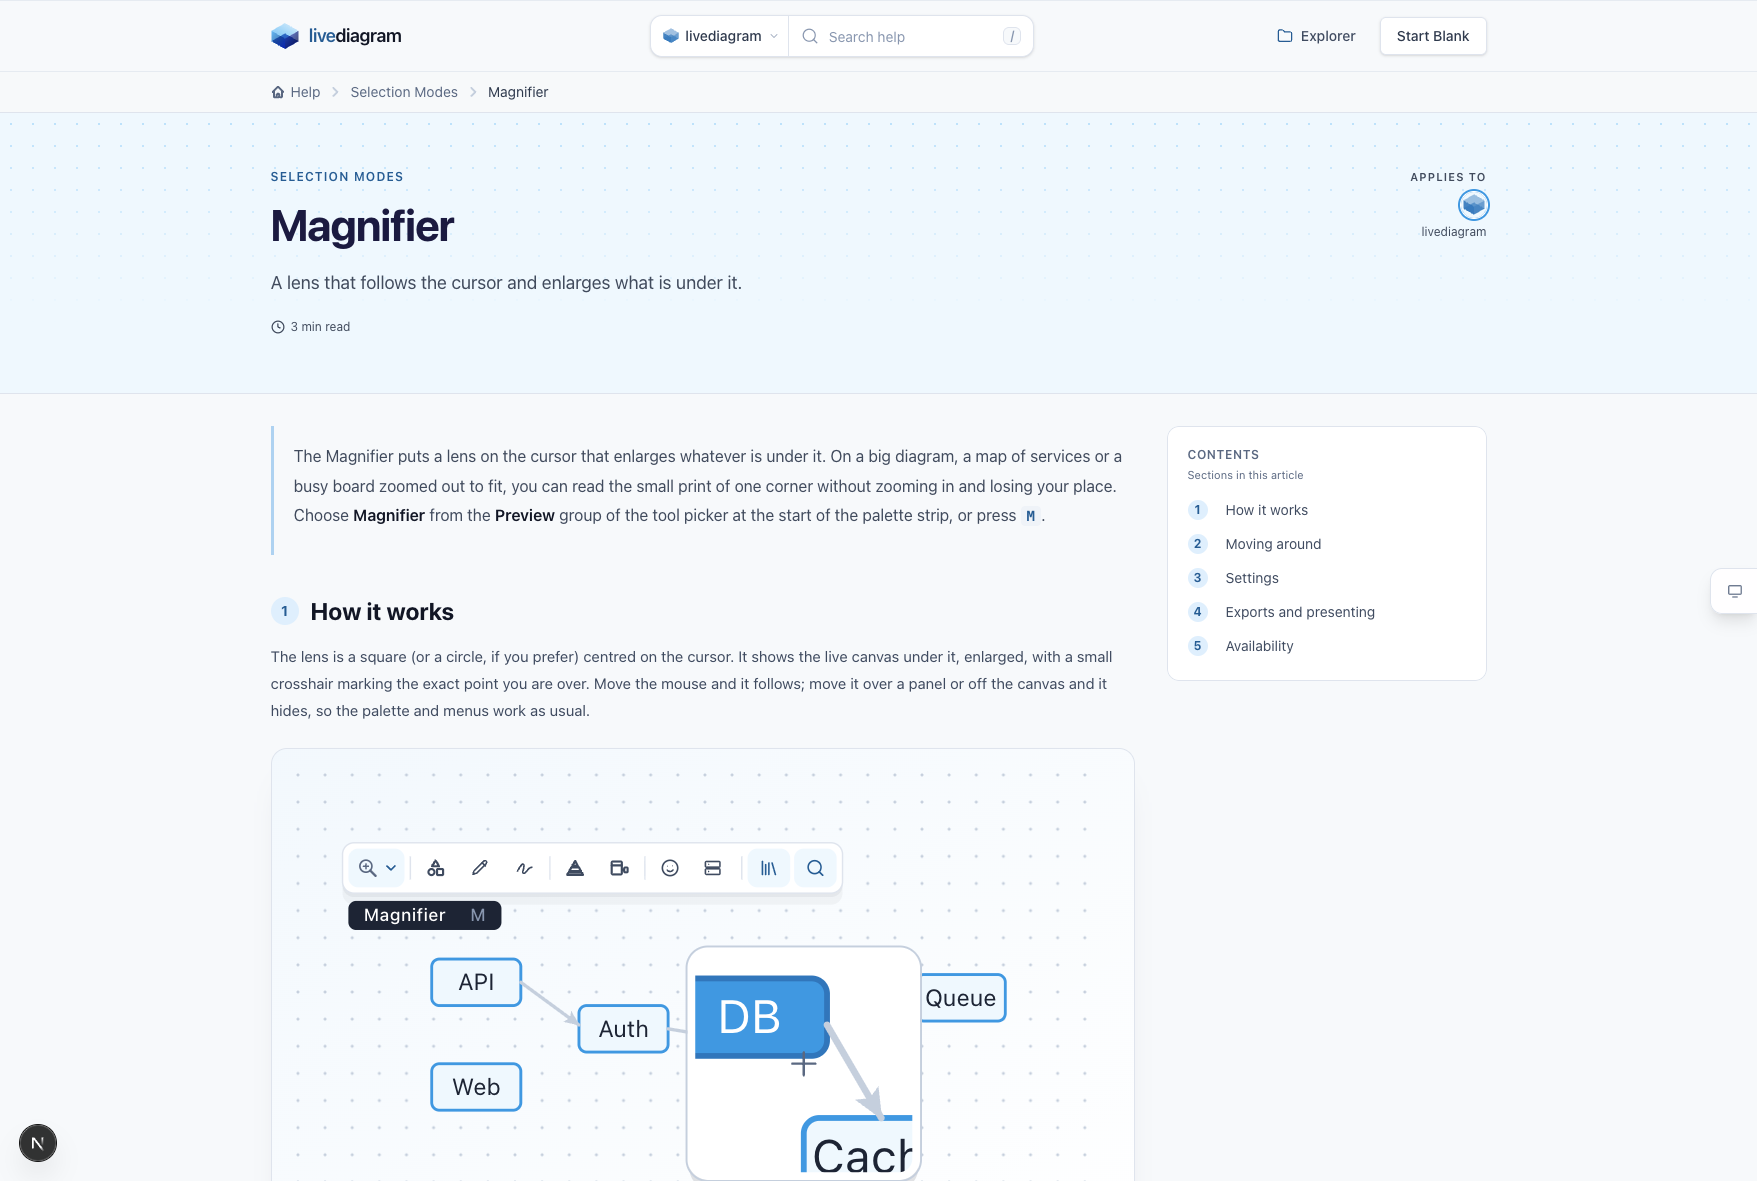 livediagram
livediagram
Search help
/
Explorer
Start Blank
Help
Selection Modes
Magnifier
SELECTION MODES
Magnifier
A lens that follows the cursor and enlarges what is under it.
3 min read
APPLIES TO
livediagram
The Magnifier puts a lens on the cursor that enlarges whatever is under it. On a big diagram, a map of services or a
busy board zoomed out to fit, you can read the small print of one corner without zooming in and losing your place.
Choose Magnifier from the Preview group of the tool picker at the start of the palette strip, or press M.
CONTENTS
Sections in this article
1 How it works
2 Moving around
3 Settings
4 Exports and presenting
5 Availability
1 How it works
The lens is a square (or a circle, if you prefer) centred on the cursor. It shows the live canvas under it, enlarged, with a small
crosshair marking the exact point you are over. Move the mouse and it follows; move it over a panel or off the canvas and it
hides, so the palette and menus work as usual.
Magnifier M
API
Auth
Web
DB
Queue
Cach
N